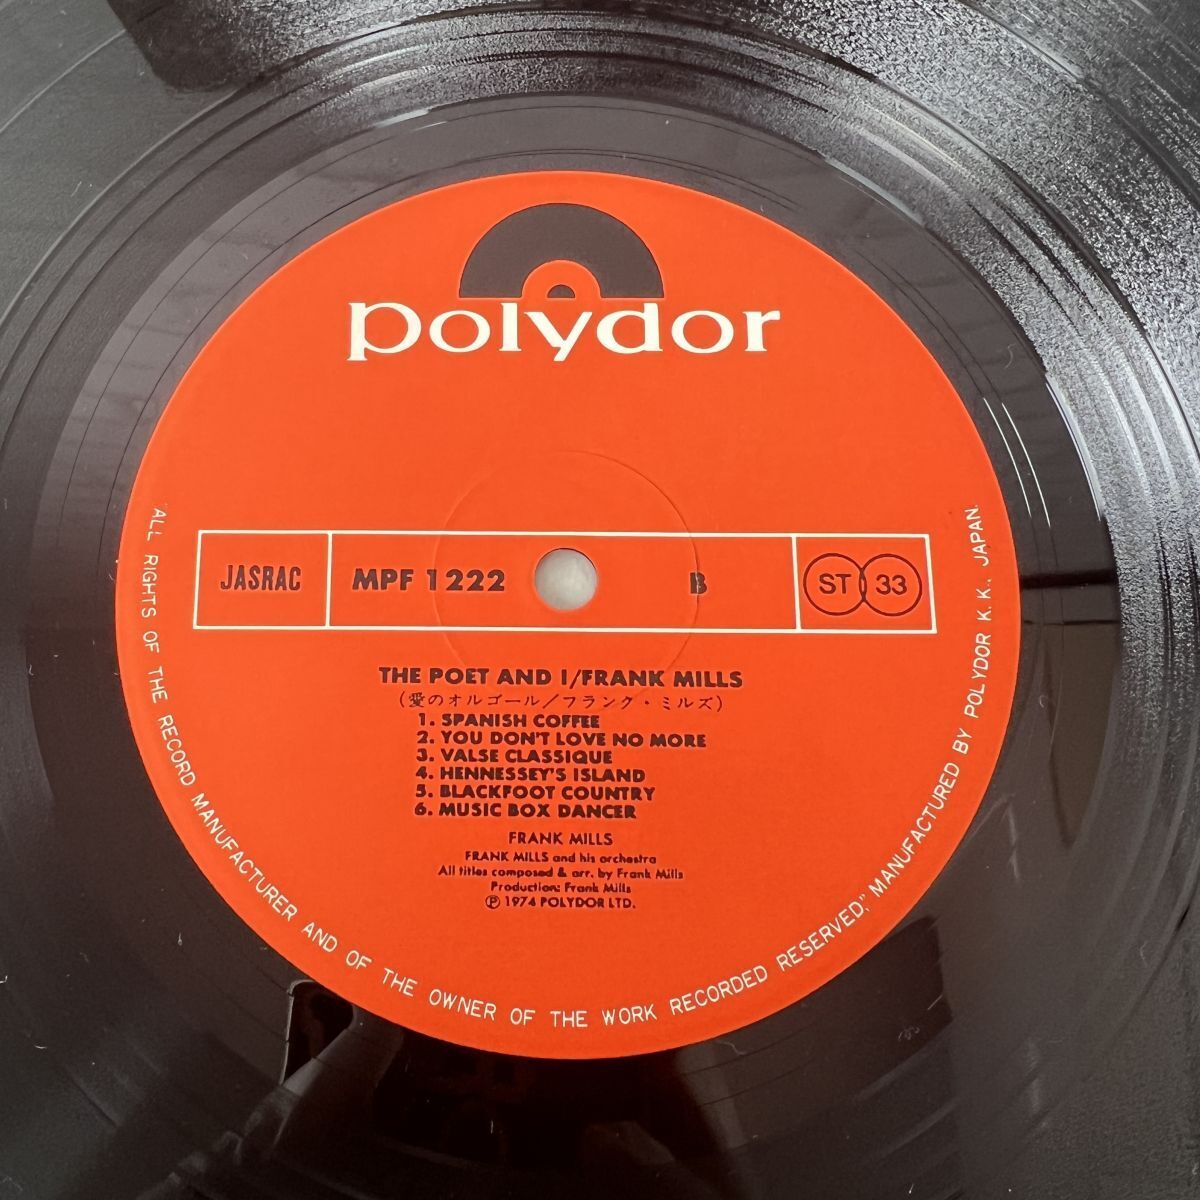 polydor
JASRAC MPF 1222 B ST 33
THE POET AND I/FRANK MILLS
(愛のオルゴール/フランク・ミルズ)
1. SPANISH COFFEE
2. YOU DON'T LOVE NO MORE
3. VALSE CLASSIQUE
4. HENNESSEY'S ISLAND
5. BLACKFOOT COUNTRY
6. MUSIC BOX DANCER
FRANK MILLS
FRANK MILLS and his orchestra
All titles composed & arr. by Frank Mills
Production: Frank Mills
℗ 1974 POLYDOR LTD.
"ALL RIGHTS OF THE RECORD MANUFACTURER AND OF THE OWNER OF THE WORK RECORDED RESERVED," MANUFACTURED BY POLYDOR K.K., JAPAN.